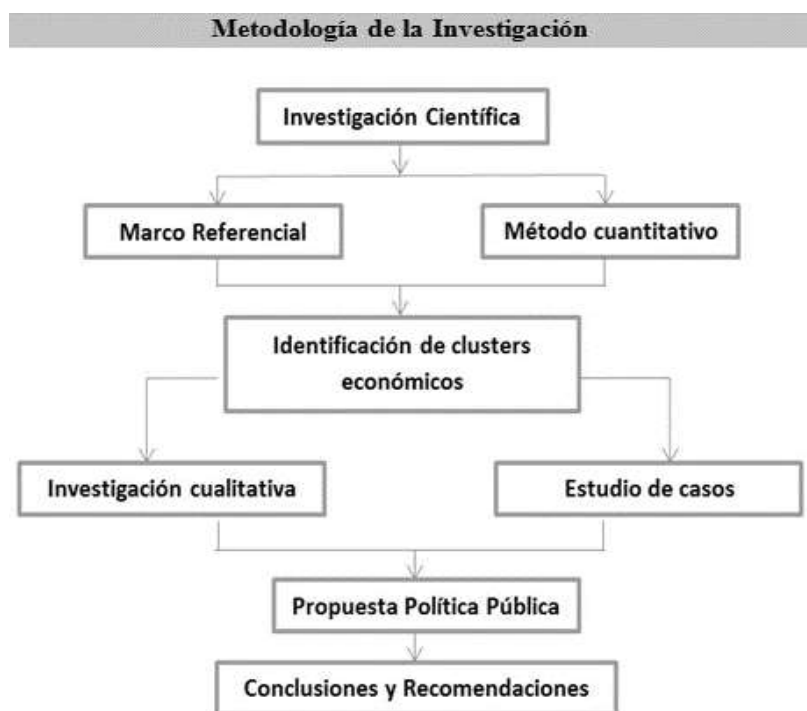 Metodología de la Investigación
Investigación Científica
Marco Referencial
Método cuantitativo
Identificación de clusters
económicos
Investigación cualitativa
Estudio de casos
Propuesta Política Pública
Conclusiones y Recomendaciones